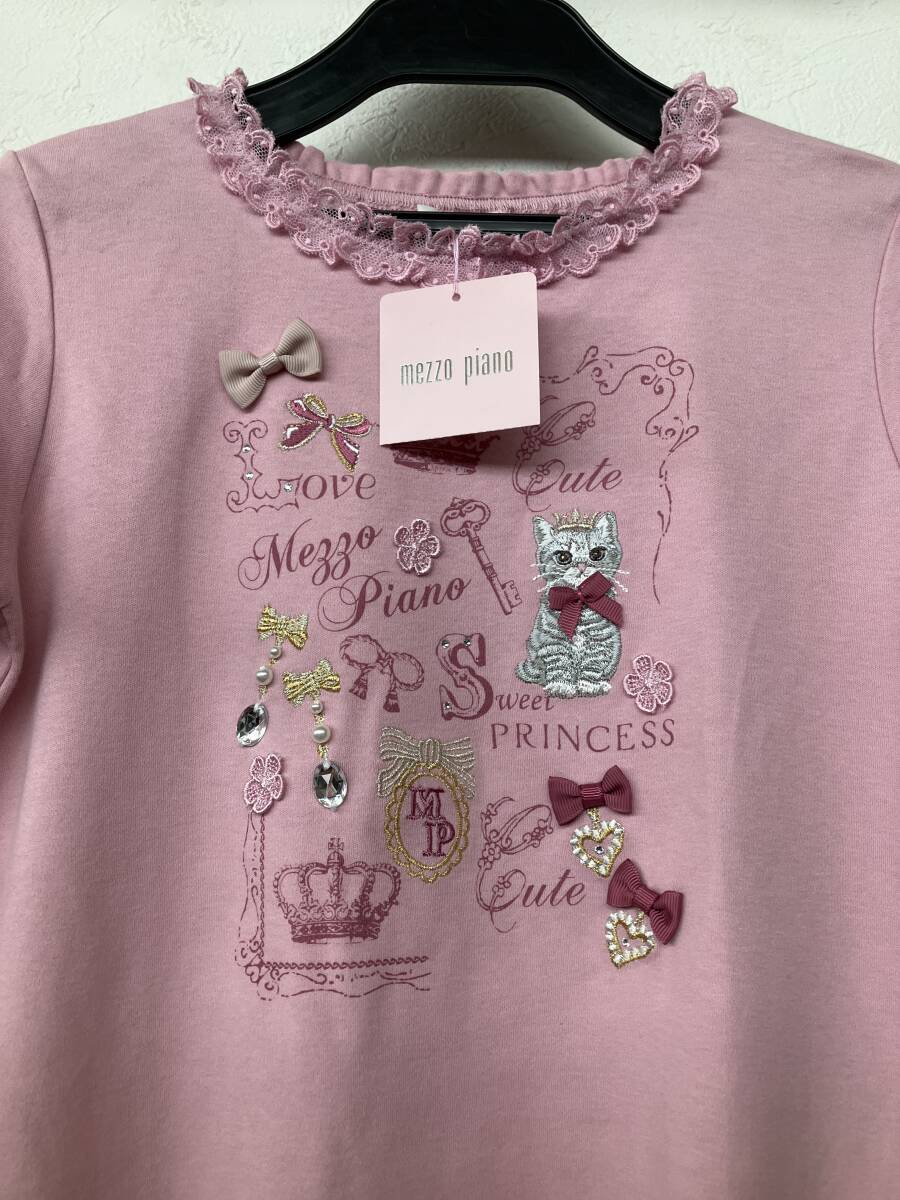 mezzo piano
Love
Cute
Mezzo
Piano
Sweet
PRINCESS
MP
Cute